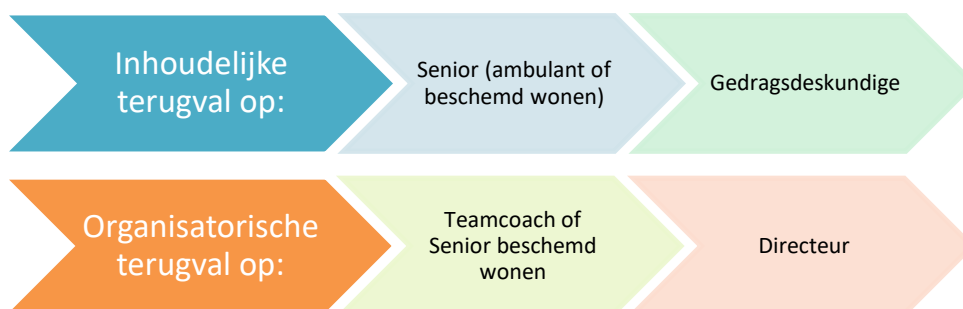 Inhoudelijke
terugval op:
Senior (ambulant of
beschemd wonen)
Gedragsdeskundige
Organisatorische
terugval op:
Teamcoach of
Senior beschemd
wonen
Directeur